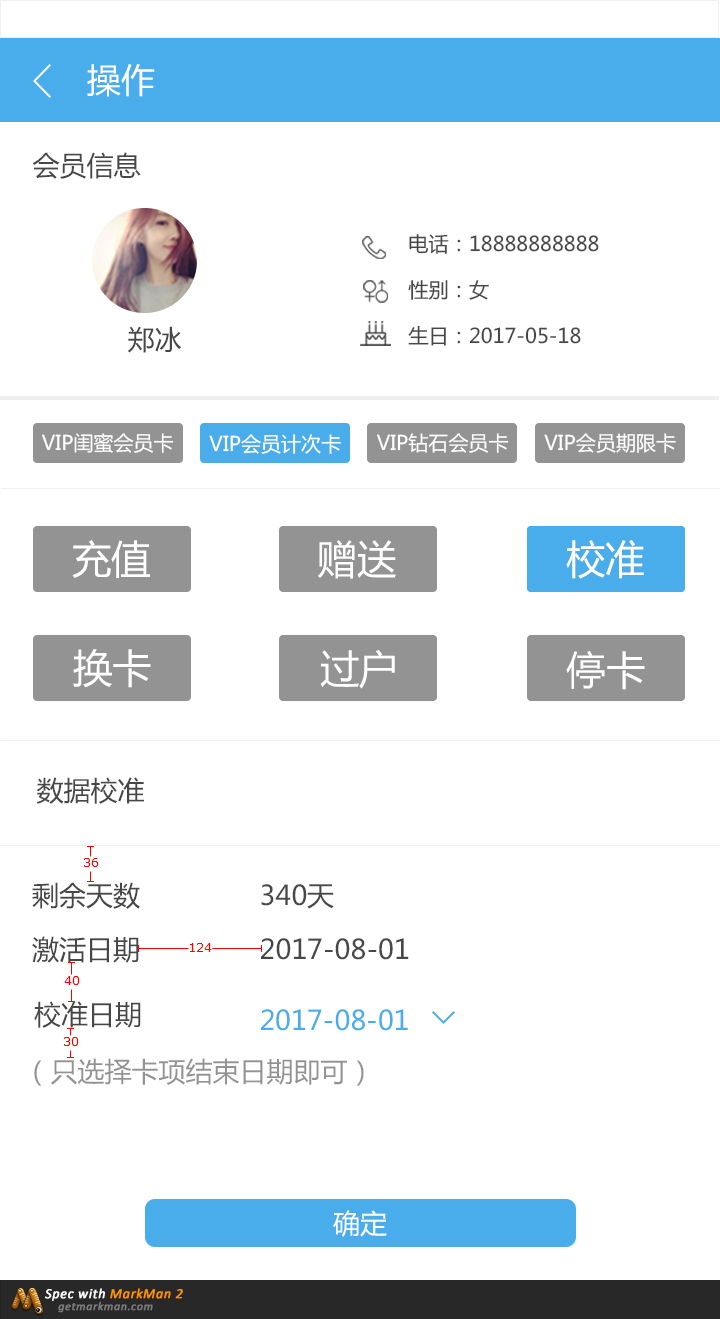 操作
会员信息
电话：18888888888
性别：女
郑冰
生日：2017-05-18
VIP闺蜜会员卡 VIP会员计次卡 VIP钻石会员卡 VIP会员期限卡
充值 赠送 校准
换卡 过户 停卡
数据校准
36
剩余天数 340天
激活日期 124 2017-08-01
40
校准日期 2017-08-01
30
（只选择卡项结束日期即可）
确定
Spec with MarkMan 2
getmarkman.com